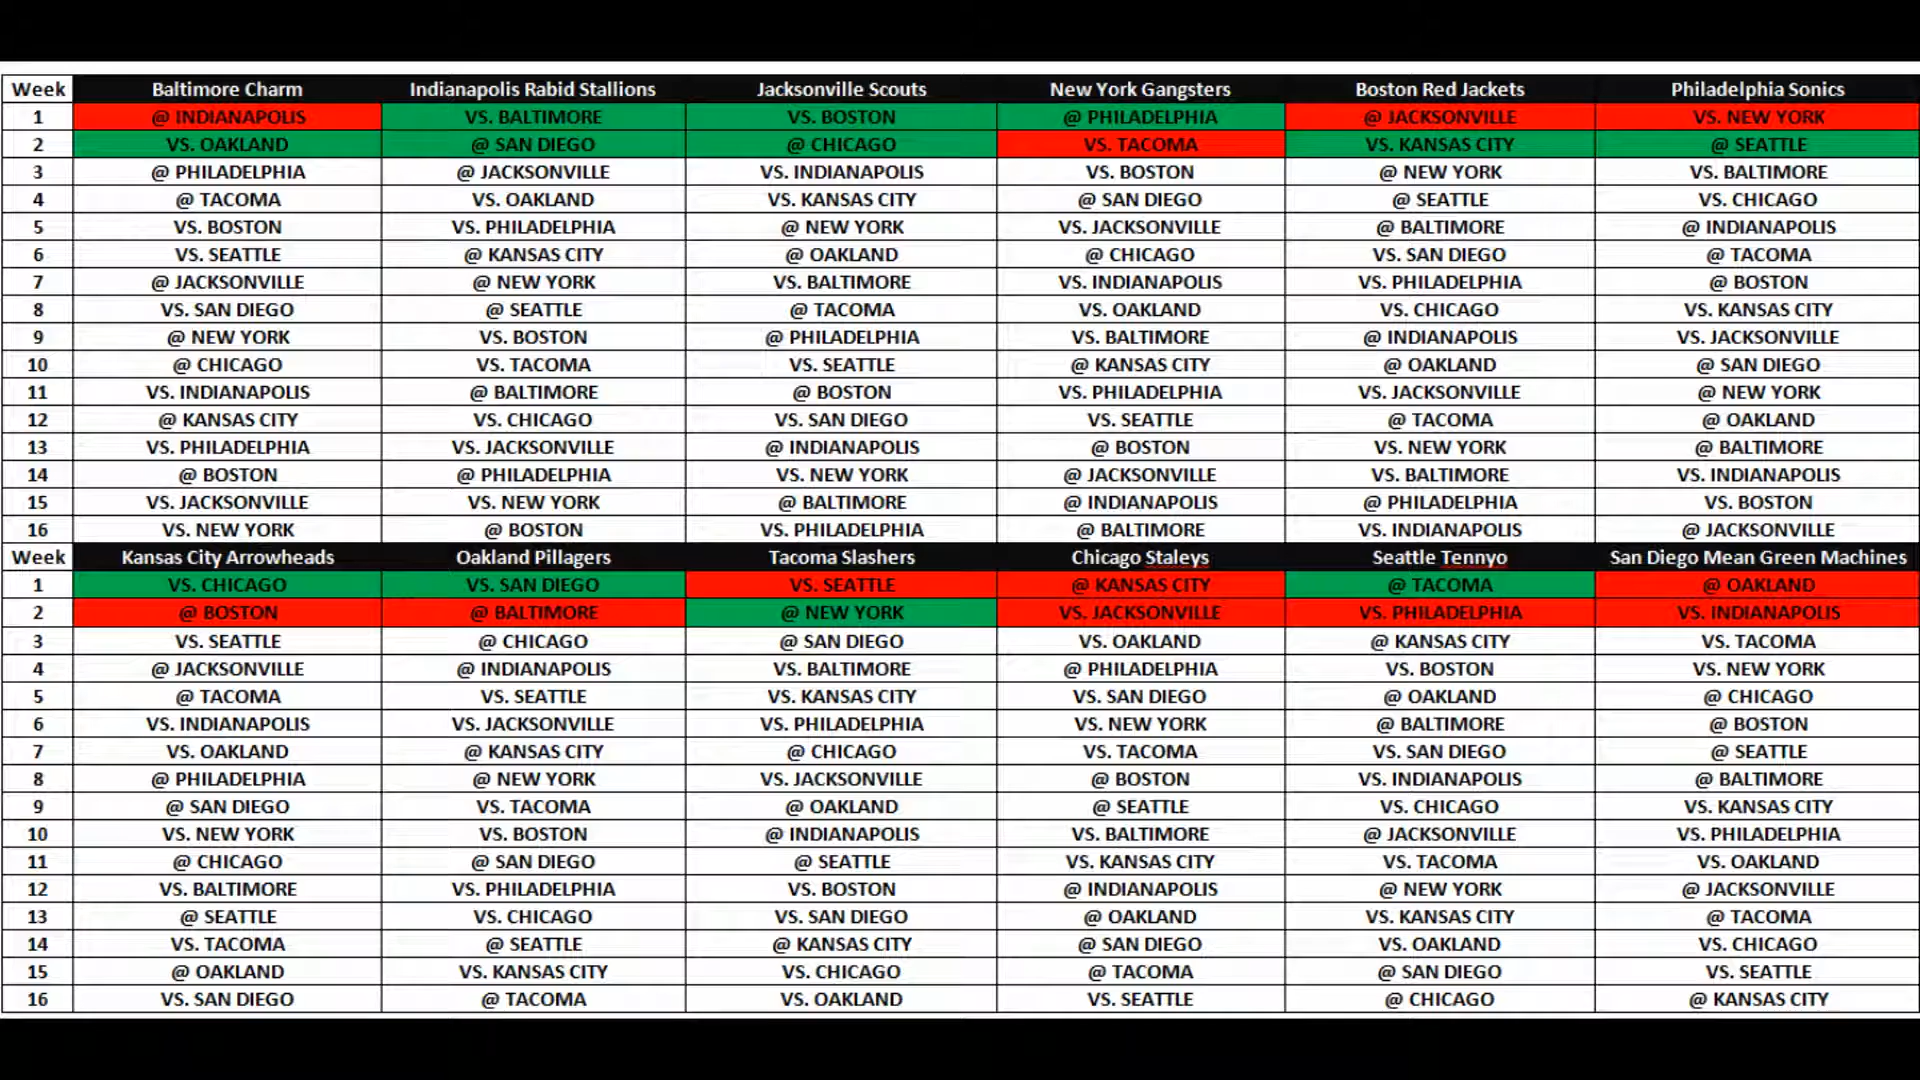 Week Baltimore Charm Indianapolis Rabid Stallions Jacksonville Scouts New York Gangsters Boston Red Jackets Philadelphia Sonics
1 @ INDIANAPOLIS VS. BALTIMORE VS. BOSTON @ PHILADELPHIA @ JACKSONVILLE VS. NEW YORK
2 VS. OAKLAND @ SAN DIEGO @ CHICAGO VS. TACOMA VS. KANSAS CITY @ SEATTLE
3 @ PHILADELPHIA @ JACKSONVILLE VS. INDIANAPOLIS VS. BOSTON @ NEW YORK VS. BALTIMORE
4 @ TACOMA VS. OAKLAND VS. KANSAS CITY @ SAN DIEGO @ SEATTLE VS. CHICAGO
5 VS. BOSTON VS. PHILADELPHIA @ NEW YORK VS. JACKSONVILLE @ BALTIMORE @ INDIANAPOLIS
6 VS. SEATTLE @ KANSAS CITY @ OAKLAND @ CHICAGO VS. SAN DIEGO @ TACOMA
7 @ JACKSONVILLE @ NEW YORK VS. BALTIMORE VS. INDIANAPOLIS VS. PHILADELPHIA @ BOSTON
8 VS. SAN DIEGO @ SEATTLE @ TACOMA VS. OAKLAND VS. CHICAGO VS. KANSAS CITY
9 @ NEW YORK VS. BOSTON @ PHILADELPHIA VS. BALTIMORE @ INDIANAPOLIS VS. JACKSONVILLE
10 @ CHICAGO VS. TACOMA VS. SEATTLE @ KANSAS CITY @ OAKLAND @ SAN DIEGO
11 VS. INDIANAPOLIS @ BALTIMORE @ BOSTON VS. PHILADELPHIA VS. JACKSONVILLE @ NEW YORK
12 @ KANSAS CITY VS. CHICAGO VS. SAN DIEGO VS. SEATTLE @ TACOMA @ OAKLAND
13 VS. PHILADELPHIA VS. JACKSONVILLE @ INDIANAPOLIS @ BOSTON VS. NEW YORK @ BALTIMORE
14 @ BOSTON @ PHILADELPHIA VS. NEW YORK @ JACKSONVILLE VS. BALTIMORE VS. INDIANAPOLIS
15 VS. JACKSONVILLE VS. NEW YORK @ BALTIMORE @ INDIANAPOLIS @ PHILADELPHIA VS. BOSTON
16 VS. NEW YORK @ BOSTON VS. PHILADELPHIA @ BALTIMORE VS. INDIANAPOLIS @ JACKSONVILLE
Week Kansas City Arrowheads Oakland Pillagers Tacoma Slashers Chicago Staleys Seattle Tennyo San Diego Mean Green Machines
1 VS. CHICAGO VS. SAN DIEGO VS. SEATTLE @ KANSAS CITY @ TACOMA @ OAKLAND
2 @ BOSTON @ BALTIMORE @ NEW YORK VS. JACKSONVILLE VS. PHILADELPHIA VS. INDIANAPOLIS
3 VS. SEATTLE @ CHICAGO @ SAN DIEGO VS. OAKLAND @ KANSAS CITY VS. TACOMA
4 @ JACKSONVILLE @ INDIANAPOLIS VS. BALTIMORE @ PHILADELPHIA VS. BOSTON VS. NEW YORK
5 @ TACOMA VS. SEATTLE VS. KANSAS CITY VS. SAN DIEGO @ OAKLAND @ CHICAGO
6 VS. INDIANAPOLIS VS. JACKSONVILLE VS. PHILADELPHIA VS. NEW YORK @ BALTIMORE @ BOSTON
7 VS. OAKLAND @ KANSAS CITY @ CHICAGO VS. TACOMA VS. SAN DIEGO @ SEATTLE
8 @ PHILADELPHIA @ NEW YORK VS. JACKSONVILLE @ BOSTON VS. INDIANAPOLIS @ BALTIMORE
9 @ SAN DIEGO VS. TACOMA @ OAKLAND @ SEATTLE VS. CHICAGO VS. KANSAS CITY
10 VS. NEW YORK VS. BOSTON @ INDIANAPOLIS VS. BALTIMORE @ JACKSONVILLE VS. PHILADELPHIA
11 @ CHICAGO @ SAN DIEGO @ SEATTLE VS. KANSAS CITY VS. TACOMA VS. OAKLAND
12 VS. BALTIMORE VS. PHILADELPHIA VS. BOSTON @ INDIANAPOLIS @ NEW YORK @ JACKSONVILLE
13 @ SEATTLE VS. CHICAGO VS. SAN DIEGO @ OAKLAND VS. KANSAS CITY @ TACOMA
14 VS. TACOMA @ SEATTLE @ KANSAS CITY @ SAN DIEGO VS. OAKLAND VS. CHICAGO
15 @ OAKLAND VS. KANSAS CITY VS. CHICAGO @ TACOMA @ SAN DIEGO VS. SEATTLE
16 VS. SAN DIEGO @ TACOMA VS. OAKLAND VS. SEATTLE @ CHICAGO @ KANSAS CITY